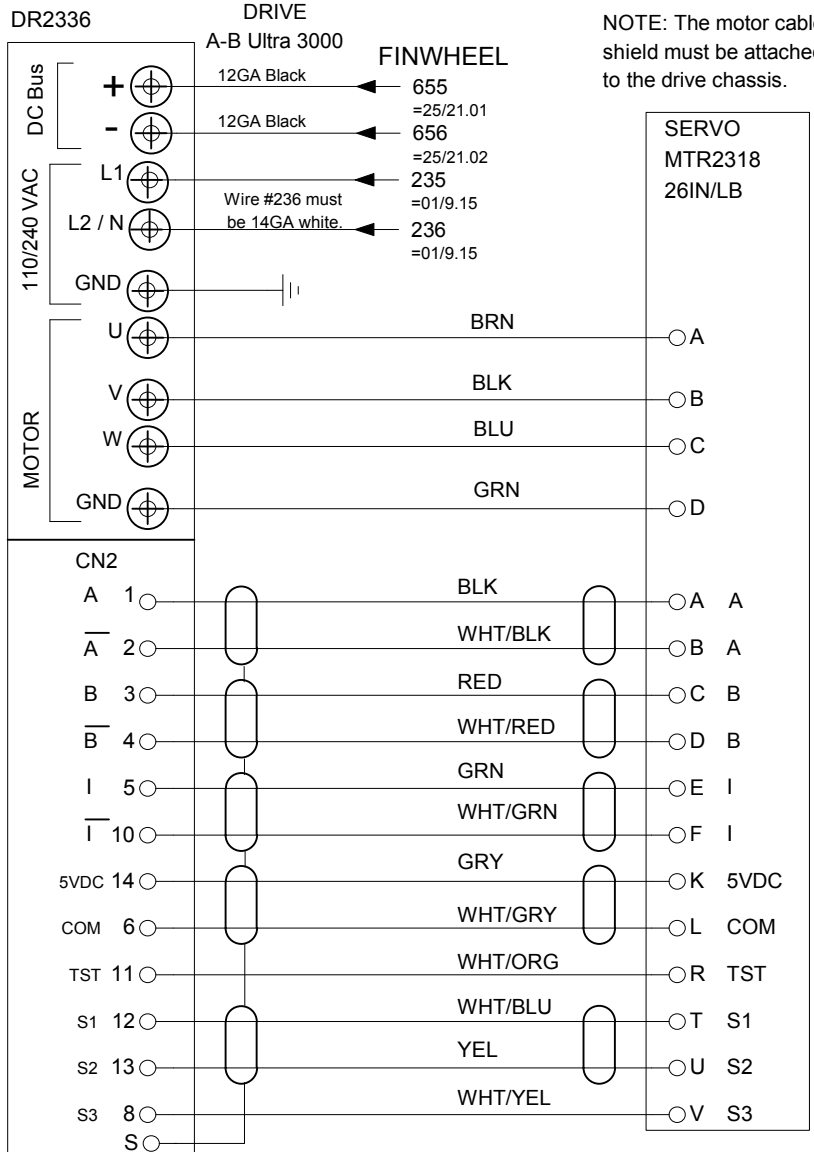 DR2336
DRIVE
A-B Ultra 3000
FINWHEEL
NOTE: The motor cable
shield must be attached
to the drive chassis.
DC Bus
+
12GA Black
655
=25/21.01
-
12GA Black
656
=25/21.02
110/240 VAC
L1
235
=01/9.15
Wire #236 must
be 14GA white.
L2 / N
236
=01/9.15
GND
SERVO
MTR2318
26IN/LB
MOTOR
U BRN A
V BLK B
W BLU C
GND GRN D
CN2
A 1 BLK A A
A 2 WHT/BLK B A
B 3 RED C B
B 4 WHT/RED D B
I 5 GRN E I
I 10 WHT/GRN F I
5VDC 14 GRY K 5VDC
COM 6 WHT/GRY L COM
TST 11 WHT/ORG R TST
S1 12 WHT/BLU T S1
S2 13 YEL U S2
S3 8 WHT/YEL V S3
S